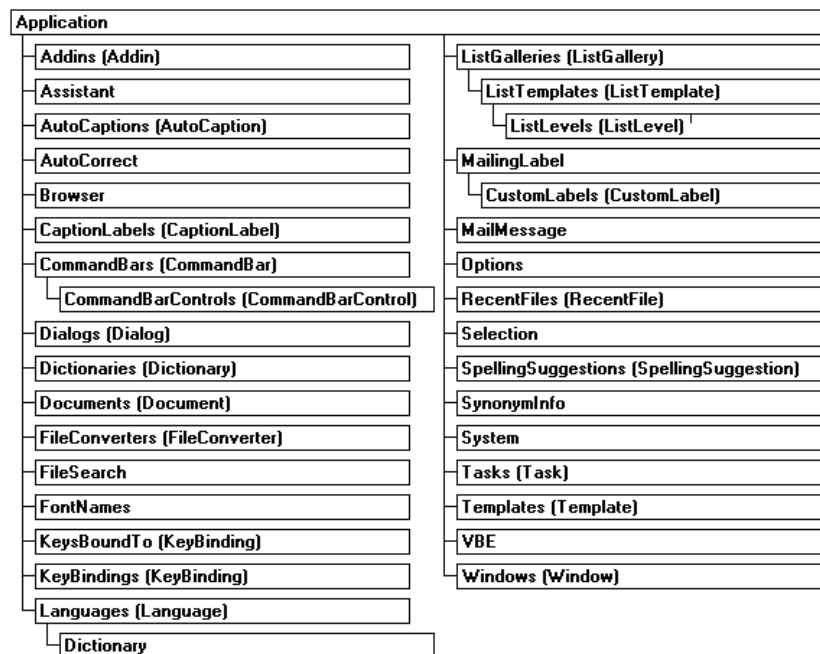 Application
Addins (Addin)
Assistant
AutoCaptions (AutoCaption)
AutoCorrect
Browser
CaptionLabels (CaptionLabel)
CommandBars (CommandBar)
CommandBarControls (CommandBarControl)
Dialogs (Dialog)
Dictionaries (Dictionary)
Documents (Document)
FileConverters (FileConverter)
FileSearch
FontNames
KeysBoundTo (KeyBinding)
KeyBindings (KeyBinding)
Languages (Language)
Dictionary
ListGalleries (ListGallery)
ListTemplates (ListTemplate)
ListLevels (ListLevel)
MailingLabel
CustomLabels (CustomLabel)
MailMessage
Options
RecentFiles (RecentFile)
Selection
SpellingSuggestions (SpellingSuggestion)
SynonymInfo
System
Tasks (Task)
Templates (Template)
VBE
Windows (Window)